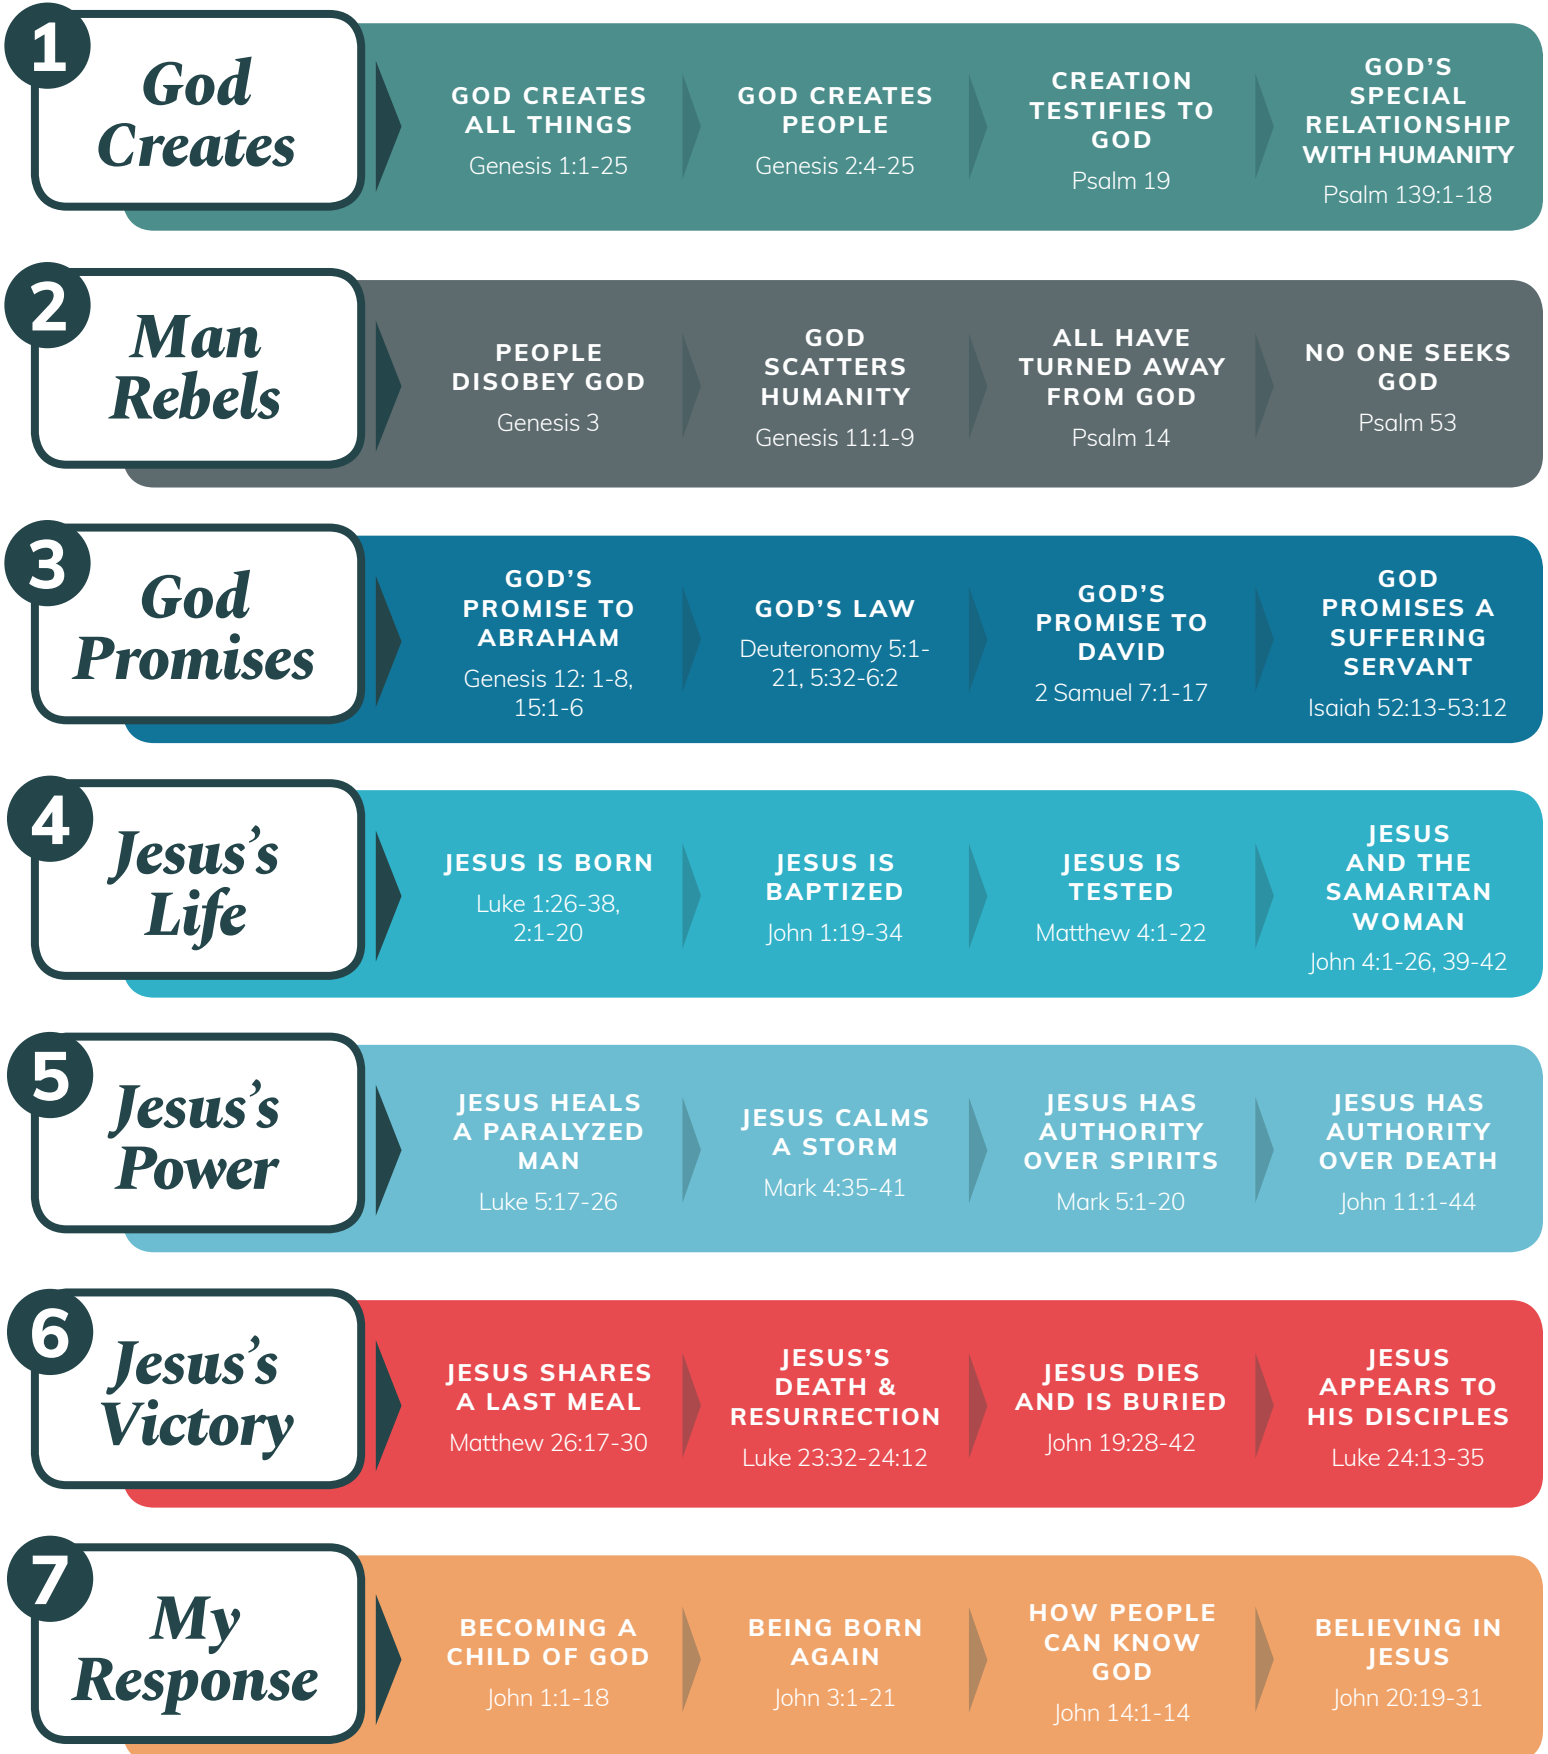 1
God
Creates
GOD CREATES
ALL THINGS
Genesis 1:1-25
GOD CREATES
PEOPLE
Genesis 2:4-25
CREATION
TESTIFIES TO
GOD
Psalm 19
GOD’S
SPECIAL
RELATIONSHIP
WITH HUMANITY
Psalm 139:1-18
2
Man
Rebels
PEOPLE
DISOBEY GOD
Genesis 3
GOD
SCATTERS
HUMANITY
Genesis 11:1-9
ALL HAVE
TURNED AWAY
FROM GOD
Psalm 14
NO ONE SEEKS
GOD
Psalm 53
3
God
Promises
GOD’S
PROMISE TO
ABRAHAM
Genesis 12: 1-8,
15:1-6
GOD’S LAW
Deuteronomy 5:1-
21, 5:32-6:2
GOD’S
PROMISE TO
DAVID
2 Samuel 7:1-17
GOD
PROMISES A
SUFFERING
SERVANT
Isaiah 52:13-53:12
4
Jesus’s
Life
JESUS IS BORN
Luke 1:26-38,
2:1-20
JESUS IS
BAPTIZED
John 1:19-34
JESUS IS
TESTED
Matthew 4:1-22
JESUS
AND THE
SAMARITAN
WOMAN
John 4:1-26, 39-42
5
Jesus’s
Power
JESUS HEALS
A PARALYZED
MAN
Luke 5:17-26
JESUS CALMS
A STORM
Mark 4:35-41
JESUS HAS
AUTHORITY
OVER SPIRITS
Mark 5:1-20
JESUS HAS
AUTHORITY
OVER DEATH
John 11:1-44
6
Jesus’s
Victory
JESUS SHARES
A LAST MEAL
Matthew 26:17-30
JESUS’S
DEATH &
RESURRECTION
Luke 23:32-24:12
JESUS DIES
AND IS BURIED
John 19:28-42
JESUS
APPEARS TO
HIS DISCIPLES
Luke 24:13-35
7
My
Response
BECOMING A
CHILD OF GOD
John 1:1-18
BEING BORN
AGAIN
John 3:1-21
HOW PEOPLE
CAN KNOW
GOD
John 14:1-14
BELIEVING IN
JESUS
John 20:19-31